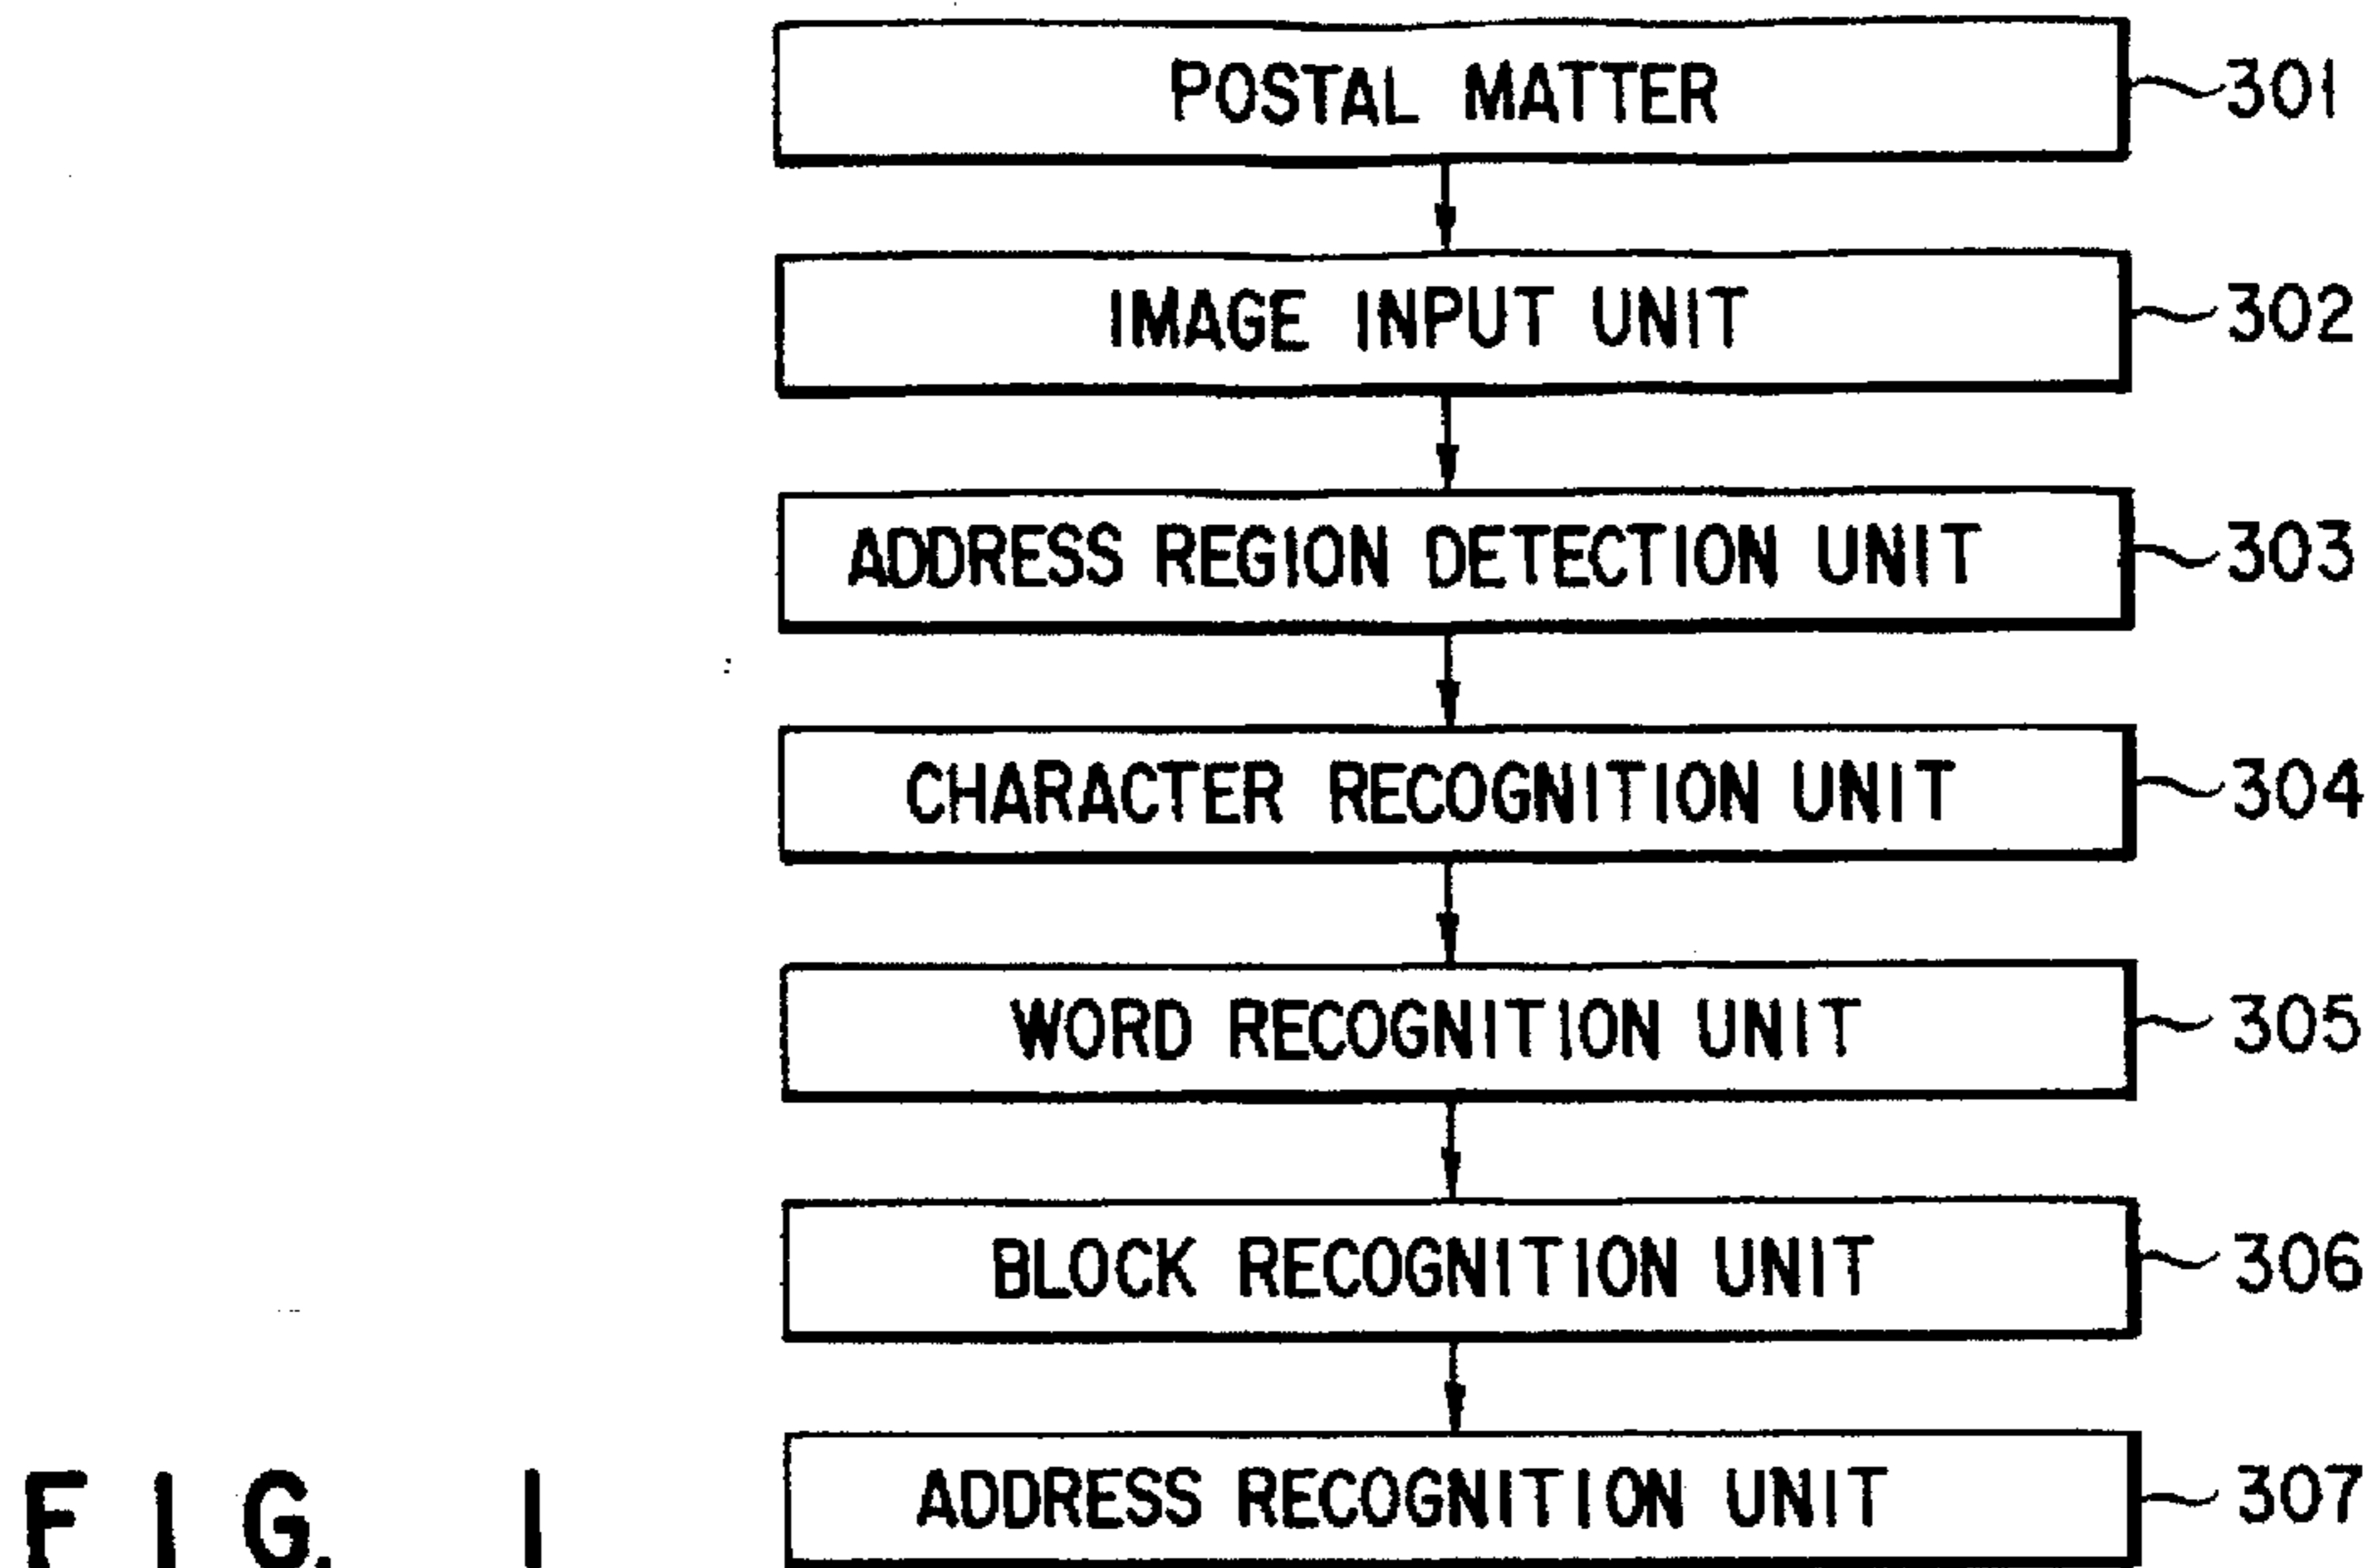 POSTAL MATTER 301
IMAGE INPUT UNIT 302
ADDRESS REGION DETECTION UNIT 303
CHARACTER RECOGNITION UNIT 304
WORD RECOGNITION UNIT 305
BLOCK RECOGNITION UNIT 306
ADDRESS RECOGNITION UNIT 307
FIG. 1